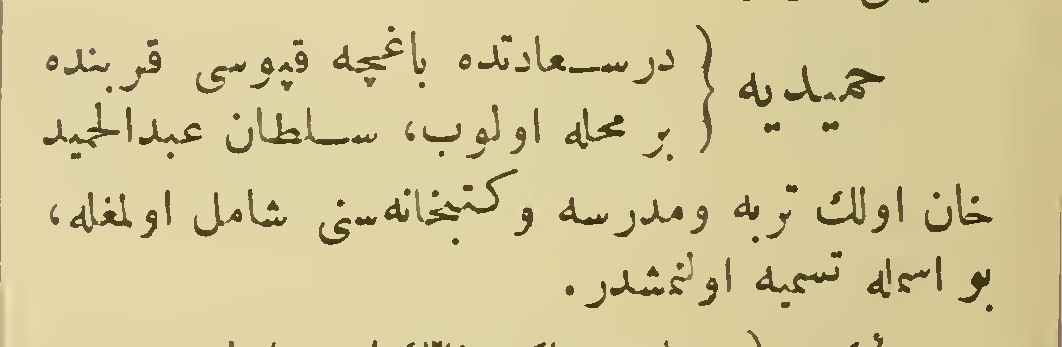 حمیدیه } درسعادتده باغچه قپوسی قربنده
بر محله اولوب، سلطان عبدالحمید
خان اولك تربه ومدرسه وكتبخانه‌سنی شامل اولمغله،
بو اسمله تسمیه اولنمشدر.